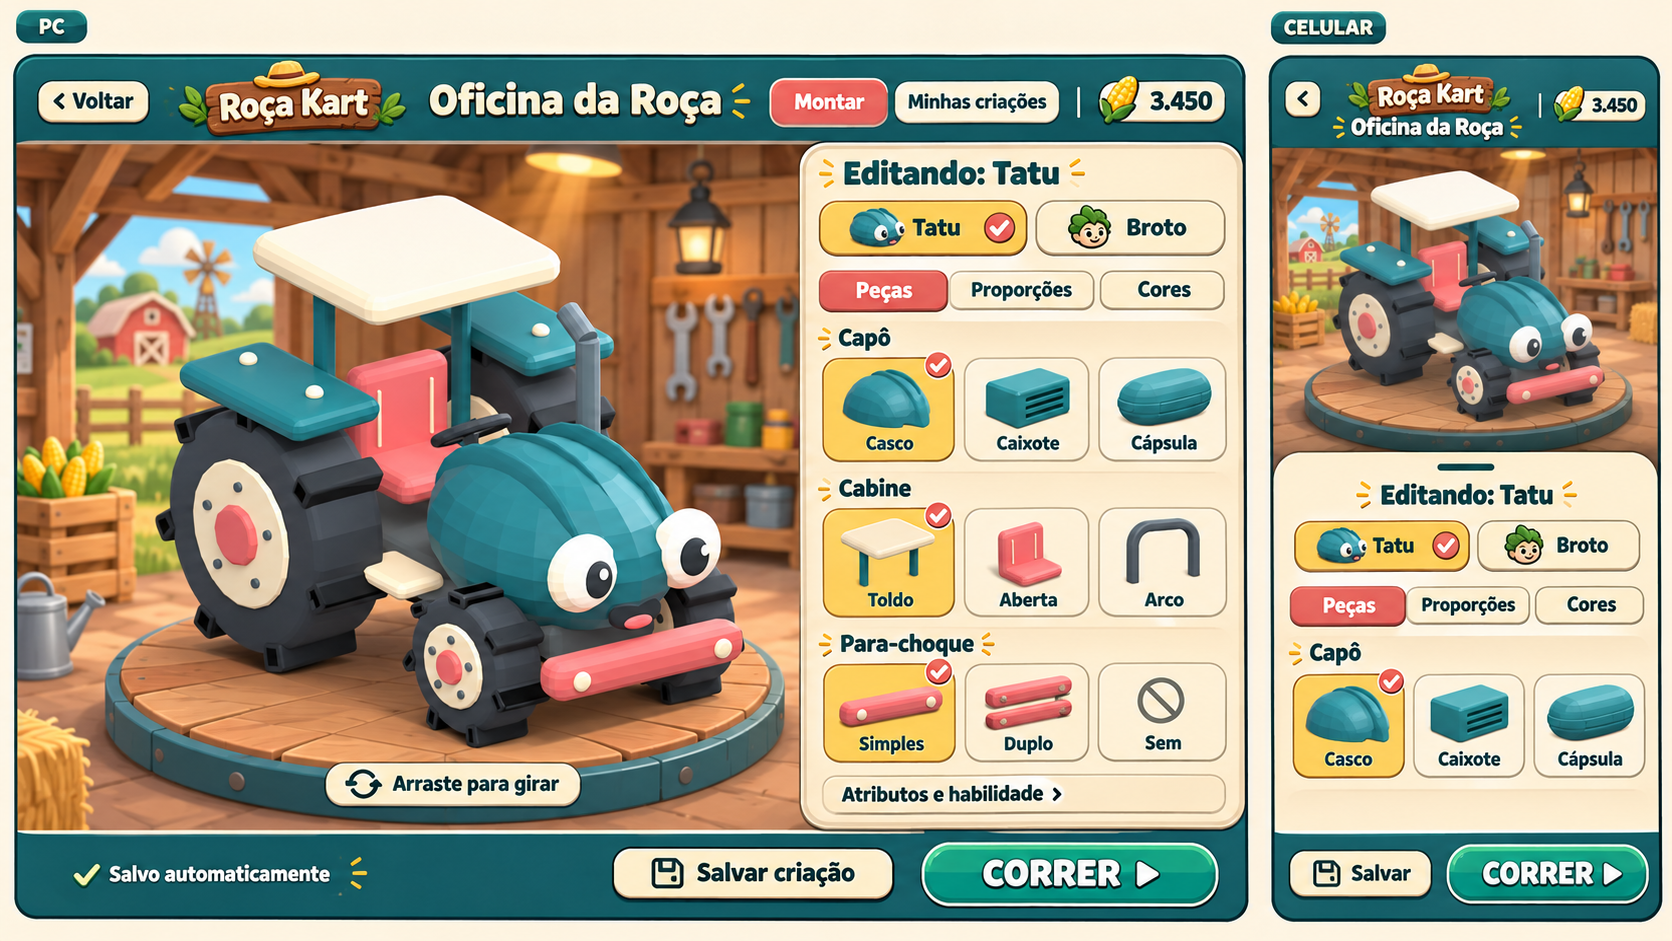 PC
Voltar
Roça Kart
Oficina da Roça
Montar
Minhas criações
3.450
Editando: Tatu
Tatu
Broto
Peças
Proporções
Cores
Capô
Casco
Caixote
Cápsula
Cabine
Toldo
Aberta
Arco
Para-choque
Simples
Duplo
Sem
Atributos e habilidade
Arraste para girar
Salvo automaticamente
Salvar criação
CORRER
CELULAR
Roça Kart
Oficina da Roça
3.450
Editando: Tatu
Tatu
Broto
Peças
Proporções
Cores
Capô
Casco
Caixote
Cápsula
Salvar
CORRER